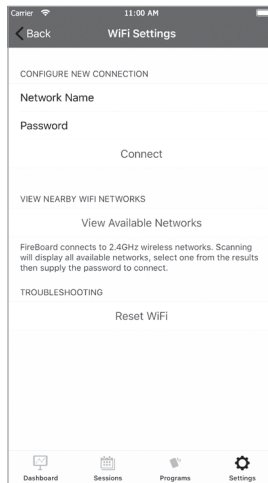 Carrier 11:00 AM
Back WiFi Settings
CONFIGURE NEW CONNECTION
Network Name
Password
Connect
VIEW NEARBY WIFI NETWORKS
View Available Networks
FireBoard connects to 2.4GHz wireless networks. Scanning
will display all available networks, select one from the results
then supply the password to connect.
TROUBLESHOOTING
Reset WiFi
Dashboard Sessions Programs Settings